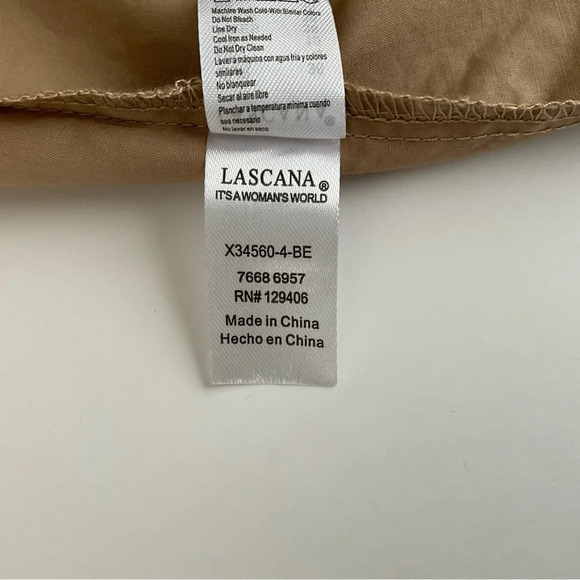 Machine Wash Cold-With Similar Colors
Do Not Bleach
Line Dry
Cool Iron as Needed
Do Not Dry Clean
Lavar á máquina con agua fría y colores
similares
No blanquear
Secar al aire libre
Planchar a temperatura mínima cuando
sea necesario
No lavar en seco
LASCANA®
IT'S A WOMAN'S WORLD
X34560-4-BE
7668 6957
RN# 129406
Made in China
Hecho en China